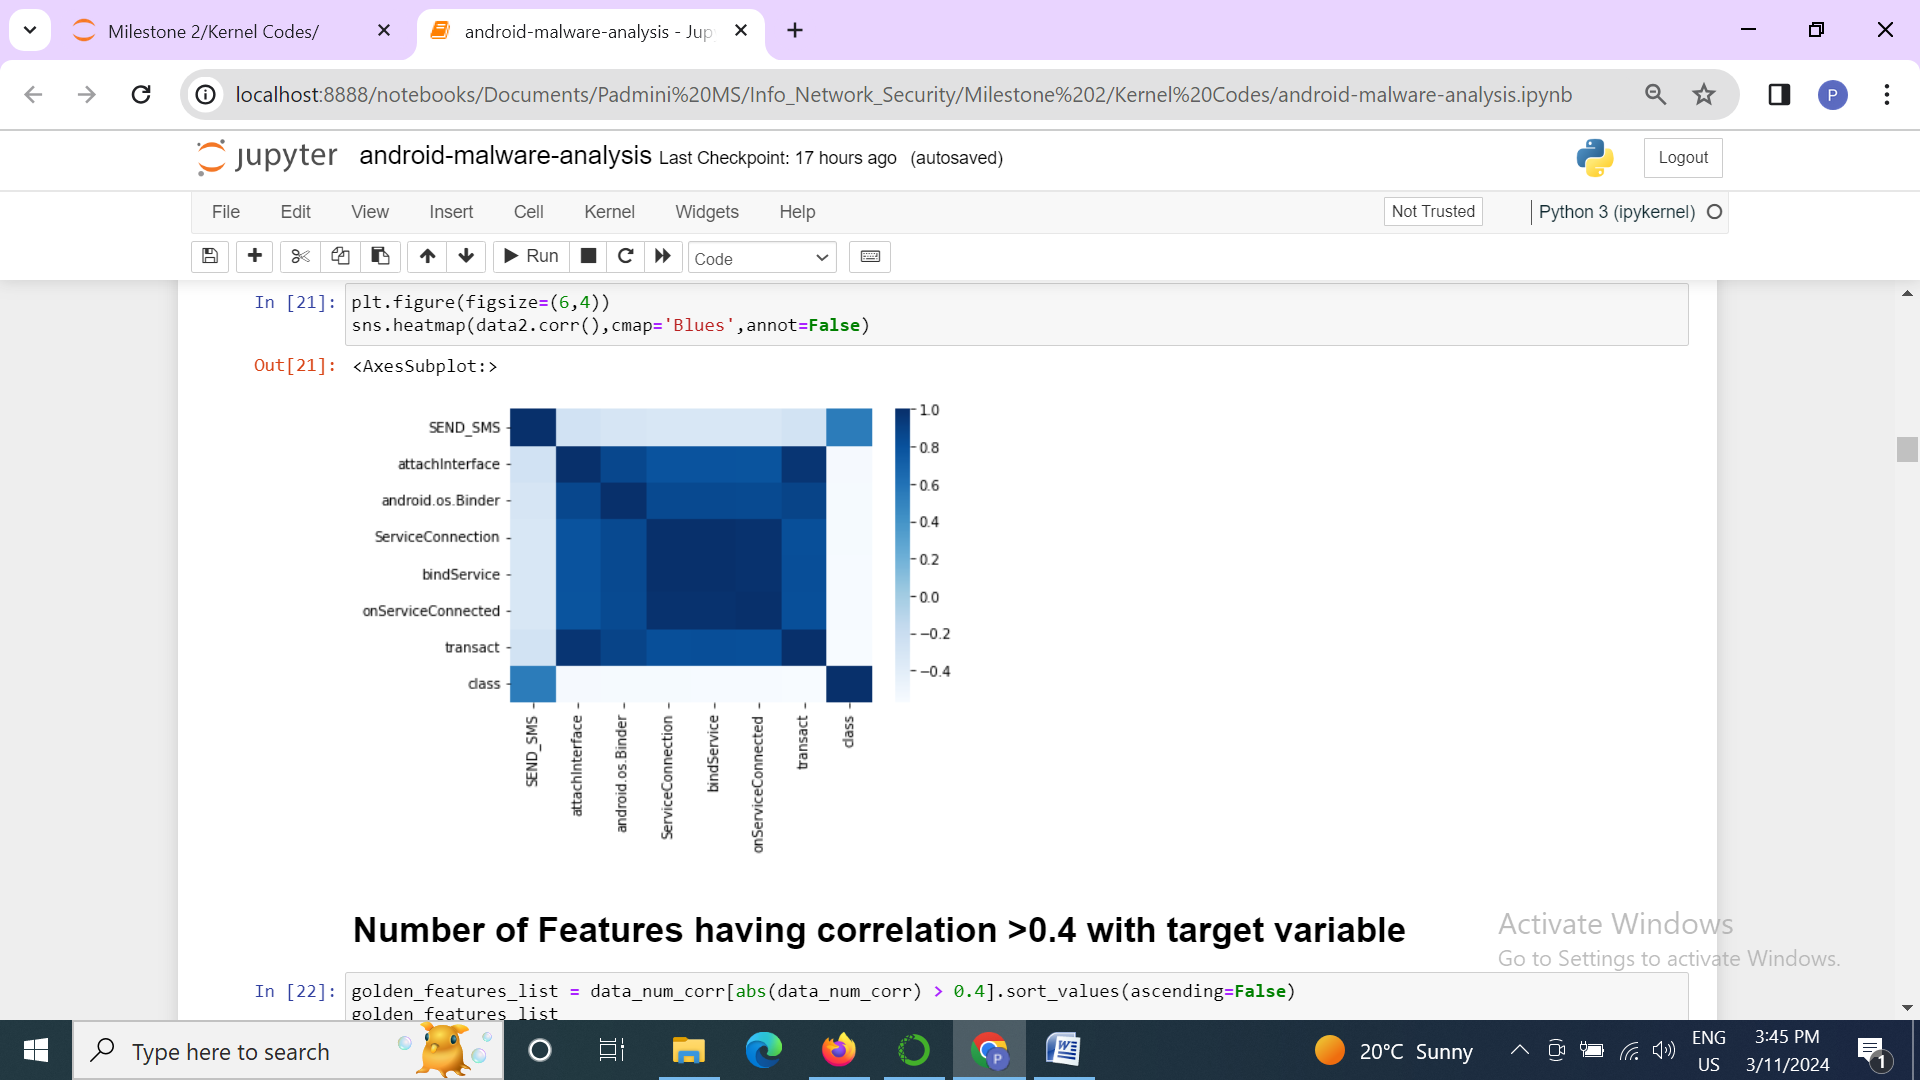 Milestone 2/Kernel Codes/
android-malware-analysis - Jup
localhost:8888/notebooks/Documents/Padmini%20MS/Info_Network_Security/Milestone%202/Kernel%20Codes/android-malware-analysis.ipynb
P
jupyter android-malware-analysis Last Checkpoint: 17 hours ago (autosaved)
Logout
File Edit View Insert Cell Kernel Widgets Help
Not Trusted
Python 3 (ipykernel)
Run
Code
In [21]: plt.figure(figsize=(6,4))
sns.heatmap(data2.corr(),cmap='Blues',annot=False)
Out[21]: <AxesSubplot:>
SEND_SMS
attachInterface
android.os.Binder
ServiceConnection
bindService
onServiceConnected
transact
class
SEND_SMS
attachInterface
android.os.Binder
ServiceConnection
bindService
onServiceConnected
transact
class
1.0
0.8
0.6
0.4
0.2
0.0
−0.2
−0.4
Number of Features having correlation >0.4 with target variable
In [22]: golden_features_list = data_num_corr[abs(data_num_corr) > 0.4].sort_values(ascending=False)
golden_features_list
Activate Windows
Go to Settings to activate Windows.
Type here to search
P
20°C Sunny
ENG
US
3:45 PM
3/11/2024
1